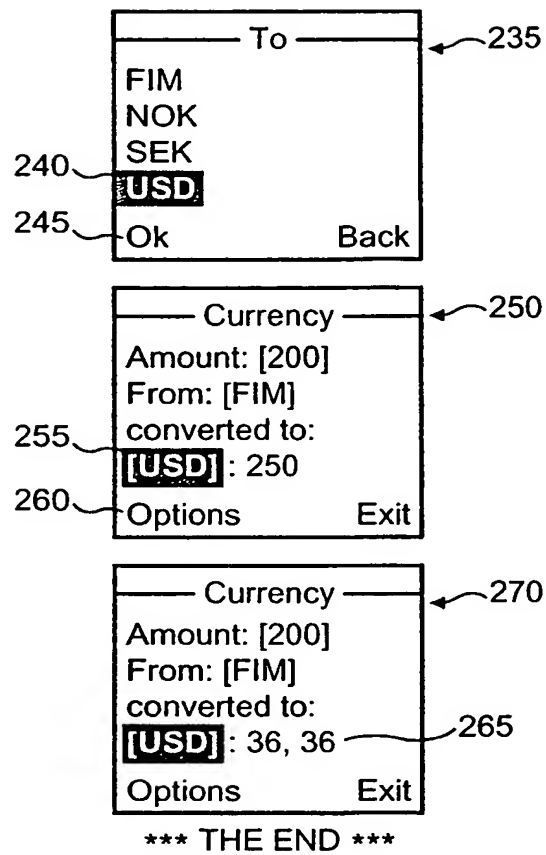 To
235
FIM
NOK
SEK
240
USD
245
Ok Back
Currency
250
Amount: [200]
From: [FIM]
converted to:
255
[USD] : 250
260
Options Exit
Currency
270
Amount: [200]
From: [FIM]
converted to:
[USD] : 36, 36
265
Options Exit
*** THE END ***